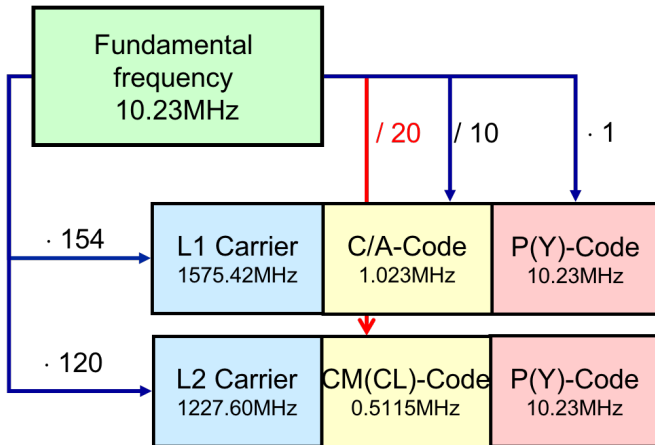 Fundamental
frequency
10.23MHz
/ 20
/ 10
· 1
· 154
L1 Carrier
1575.42MHz
C/A-Code
1.023MHz
P(Y)-Code
10.23MHz
· 120
L2 Carrier
1227.60MHz
CM(CL)-Code
0.5115MHz
P(Y)-Code
10.23MHz